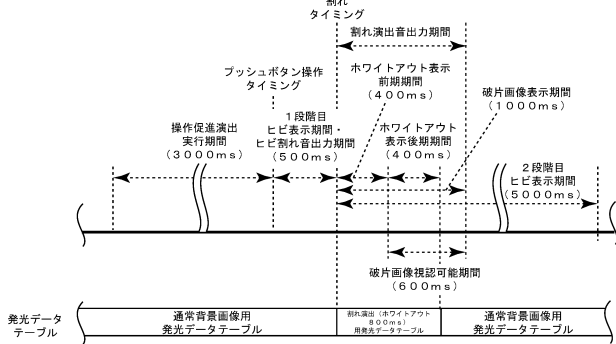 割れ
タイミング
割れ演出音出力期間
プッシュボタン操作
タイミング
ホワイトアウト表示
前期期間
(400ms)
破片画像表示期間
(1000ms)
操作促進演出
実行期間
(3000ms)
1段階目
ヒビ表示期間・
ヒビ割れ音出力期間
(500ms)
ホワイトアウト
表示後期期間
(400ms)
2段階目
ヒビ表示期間
(5000ms)
破片画像視認可能期間
(600ms)
発光データ
テーブル
通常背景画像用
発光データテーブル
割れ演出(ホワイトアウト
800ms)
用発光データテーブル
通常背景画像用
発光データテーブル